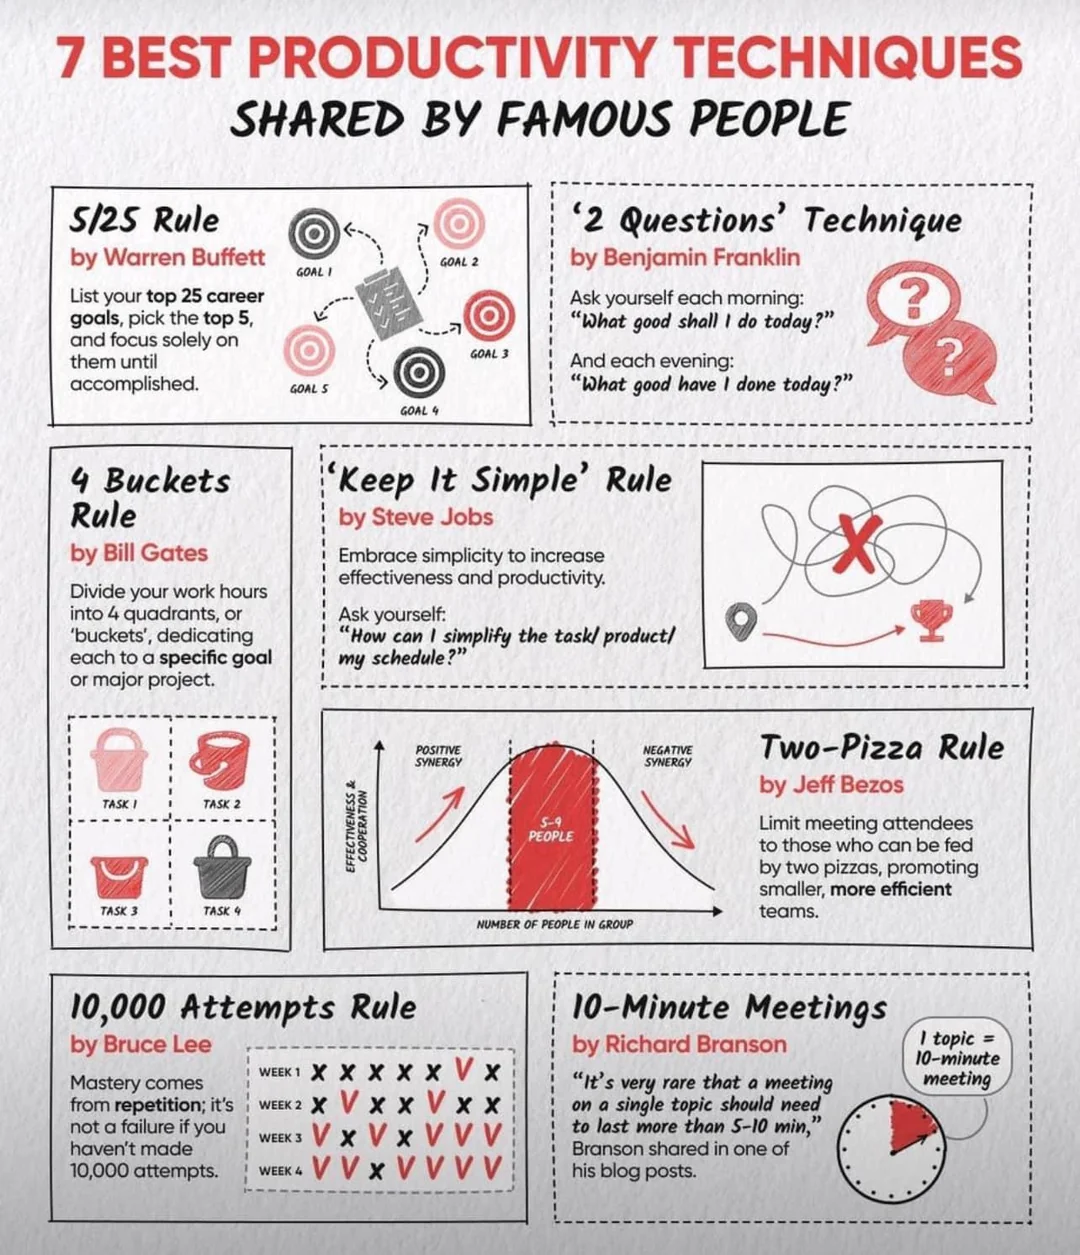 7 BEST PRODUCTIVITY TECHNIQUES
SHARED BY FAMOUS PEOPLE
5/25 Rule
by Warren Buffett
List your top 25 career
goals, pick the top 5,
and focus solely on
them until
accomplished.
GOAL 1
GOAL 2
GOAL 3
GOAL 4
GOAL 5
‘2 Questions’ Technique
by Benjamin Franklin
Ask yourself each morning:
“What good shall I do today?”
And each evening:
“What good have I done today?”
?
?
4 Buckets
Rule
by Bill Gates
Divide your work hours
into 4 quadrants, or
‘buckets’, dedicating
each to a specific goal
or major project.
TASK 1
TASK 2
TASK 3
TASK 4
‘Keep It Simple’ Rule
by Steve Jobs
Embrace simplicity to increase
effectiveness and productivity.
Ask yourself:
“How can I simplify the task/ product/
my schedule?”
X
EFFECTIVENESS &
COOPERATION
POSITIVE
SYNERGY
NEGATIVE
SYNERGY
5-9
PEOPLE
NUMBER OF PEOPLE IN GROUP
Two-Pizza Rule
by Jeff Bezos
Limit meeting attendees
to those who can be fed
by two pizzas, promoting
smaller, more efficient
teams.
10,000 Attempts Rule
by Bruce Lee
Mastery comes
from repetition; it’s
not a failure if you
haven’t made
10,000 attempts.
WEEK 1 X X X X X V X
WEEK 2 X V X X V X X
WEEK 3 V X V X V V V
WEEK 4 V V X V V V V
10-Minute Meetings
by Richard Branson
“It’s very rare that a meeting
on a single topic should need
to last more than 5-10 min,”
Branson shared in one of
his blog posts.
1 topic =
10-minute
meeting